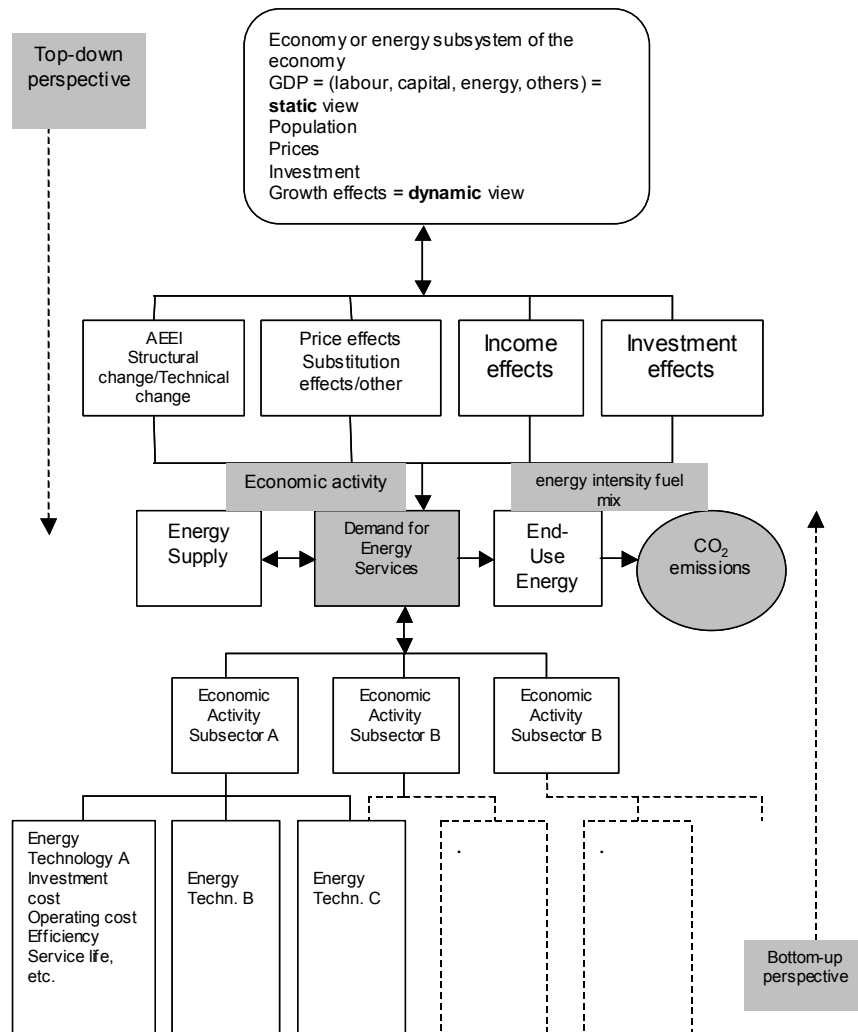 Top-down
perspective
Economy or energy subsystem of the
economy
GDP = (labour, capital, energy, others) =
static view
Population
Prices
Investment
Growth effects = dynamic view
AEEI
Structural
change/Technical
change
Price effects
Substitution
effects/other
Income
effects
Investment
effects
Economic activity
energy intensity fuel
mix
Energy
Supply
Demand for
Energy
Services
End-
Use
Energy
CO₂
emissions
Economic
Activity
Subsector A
Economic
Activity
Subsector B
Economic
Activity
Subsector B
Energy
Technology A
Investment
cost
Operating cost
Efficiency
Service life,
etc.
Energy
Techn. B
Energy
Techn. C
.
.
Bottom-up
perspective